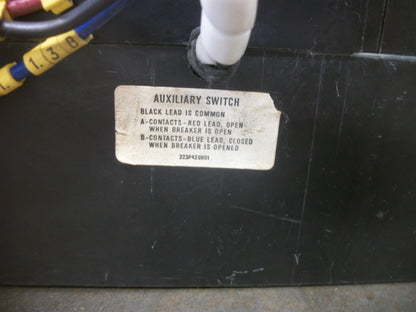 1.3 B
AUXILIARY SWITCH
BLACK LEAD IS COMMON
A-CONTACTS-RED LEAD, OPEN
WHEN BREAKER IS OPEN
B-CONTACTS-BLUE LEAD, CLOSED
WHEN BREAKER IS OPENED